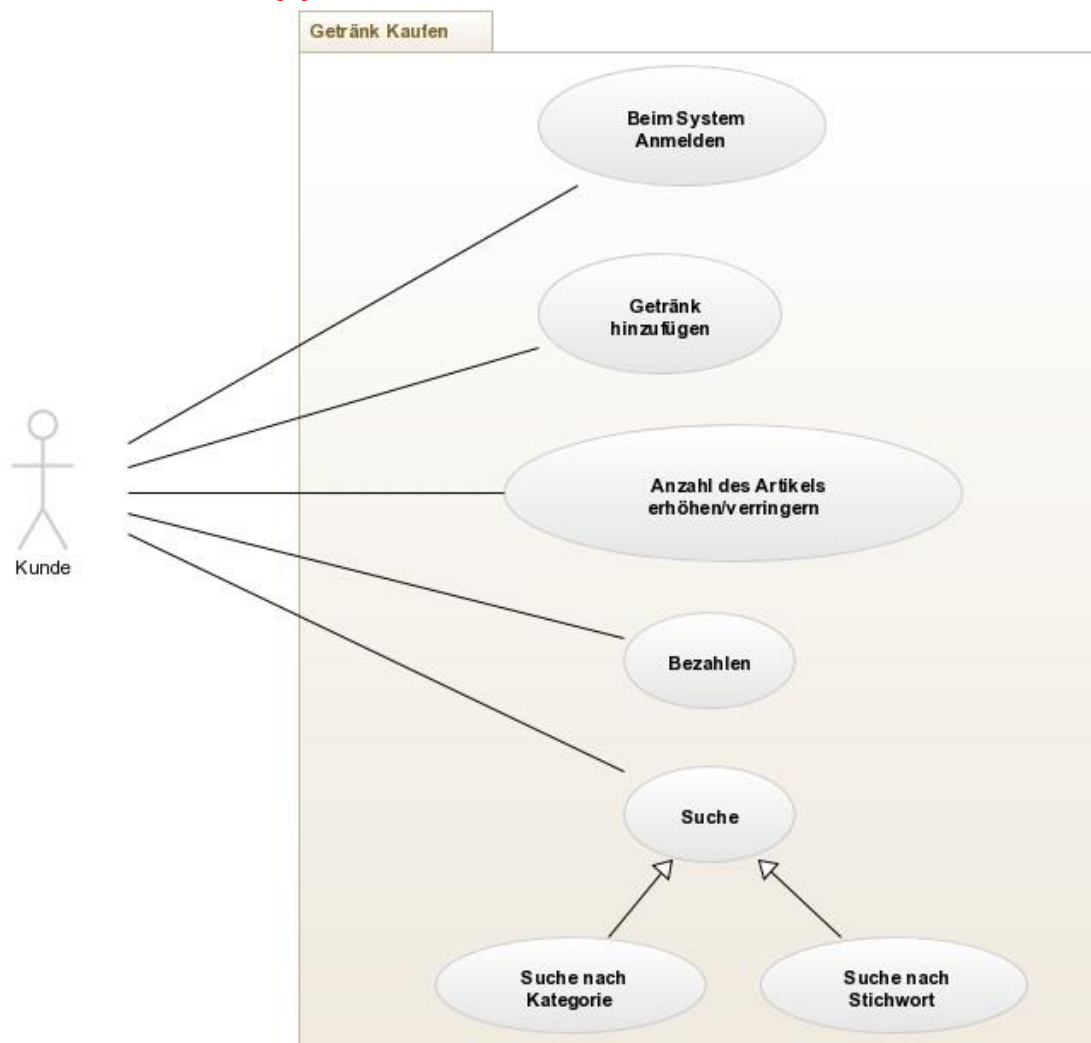 Getränk Kaufen
Beim System
Anmelden
Getränk
hinzufügen
Anzahl des Artikels
erhöhen/verringern
Kunde
Bezahlen
Suche
Suche nach
Kategorie
Suche nach
Stichwort